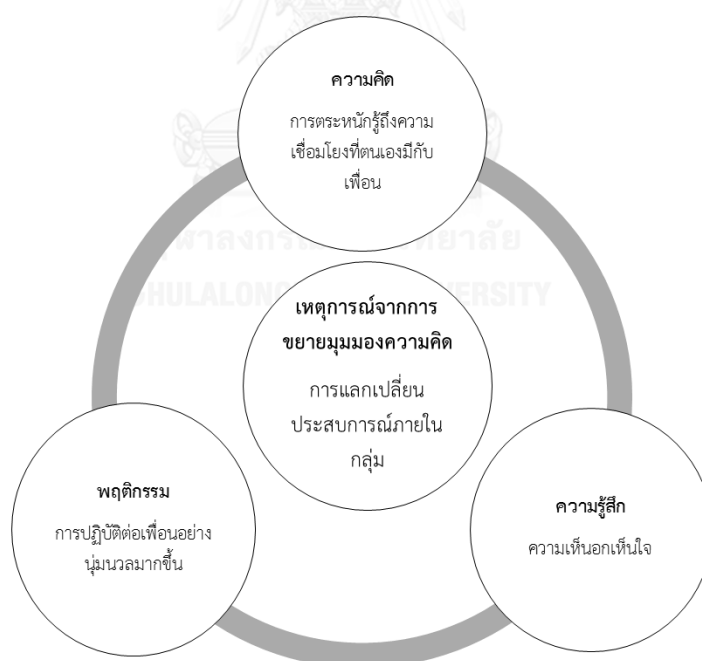 ความคิด
การตระหนักรู้ถึงความ
เชื่อมโยงที่ตนเองมีกับ
เพื่อน
เหตุการณ์จากการ
ขยายมุมมองความคิด
การแลกเปลี่ยน
ประสบการณ์ภายใน
กลุ่ม
พฤติกรรม
การปฏิบัติต่อเพื่อนอย่าง
นุ่มนวลมากขึ้น
ความรู้สึก
ความเห็นอกเห็นใจ